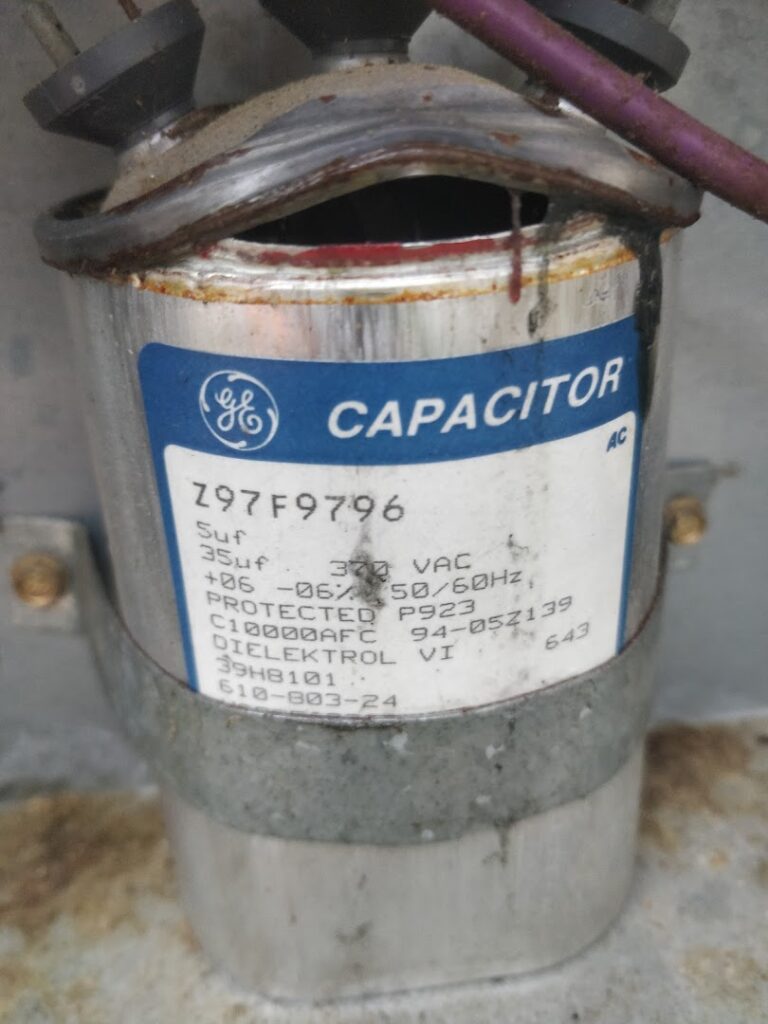 GE
CAPACITOR
AC
Z97F9796
5uf
35uf 370 VAC
+06 -06% 50/60Hz
PROTECTED P923
C10000AFC 94-05Z139
DIELEKTROL VI 643
39H8101
610-803-24